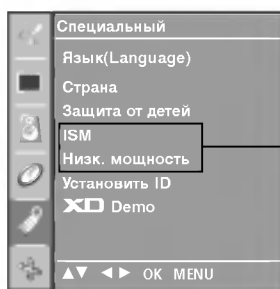 Специальный
Язык(Language)
Страна
Защита от детей
ISM
Низк. мощность
Установить ID
XD Demo
▲▼ ◄► OK MENU